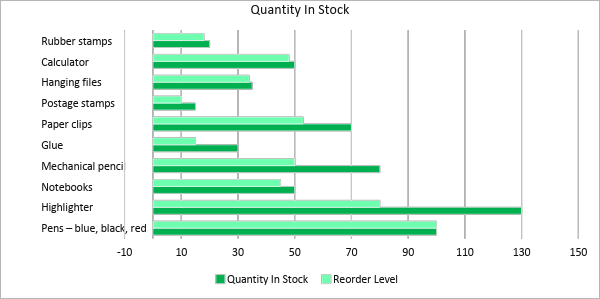 Quantity In Stock
Rubber stamps
Calculator
Hanging files
Postage stamps
Paper clips
Glue
Mechanical pencil
Notebooks
Highlighter
Pens – blue, black, red
-10 10 30 50 70 90 110 130 150
Quantity In Stock Reorder Level